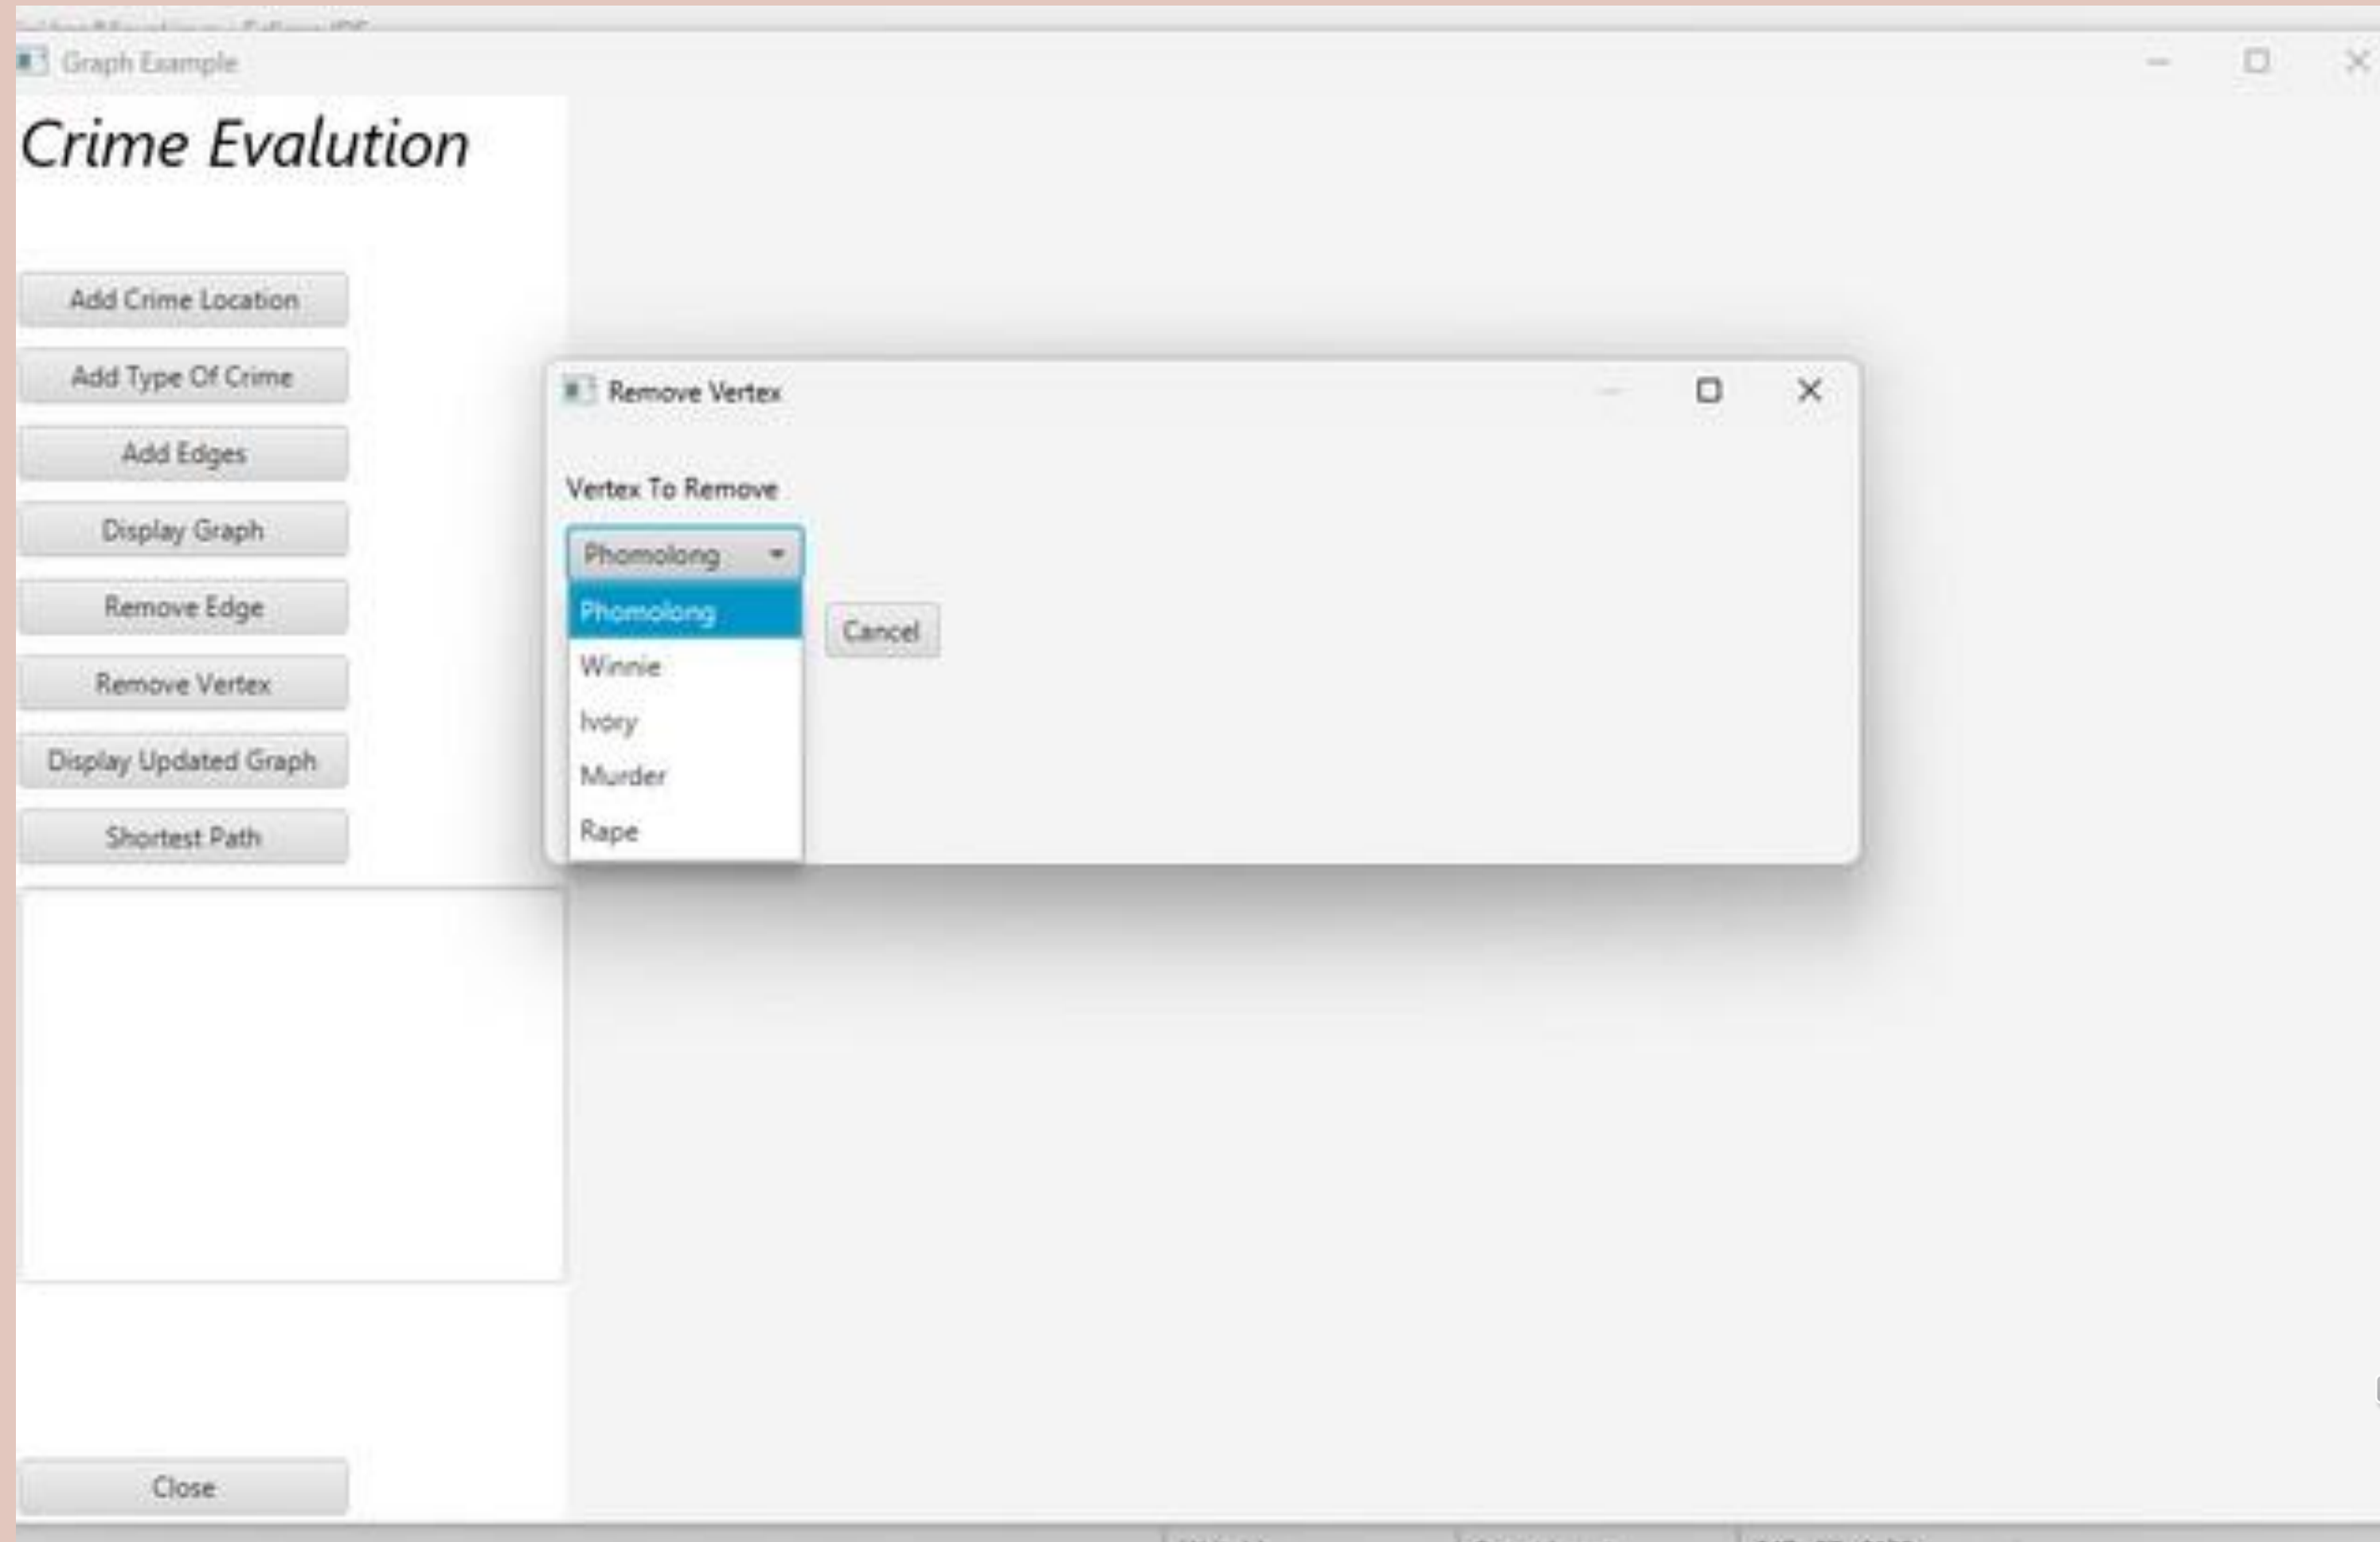 Graph Example
Crime Evalution
Add Crime Location
Add Type Of Crime
Add Edges
Display Graph
Remove Edge
Remove Vertex
Display Updated Graph
Shortest Path
Close
Remove Vertex
Vertex To Remove
Phomolong
Phomolong
Winnie
Ivory
Murder
Rape
Cancel